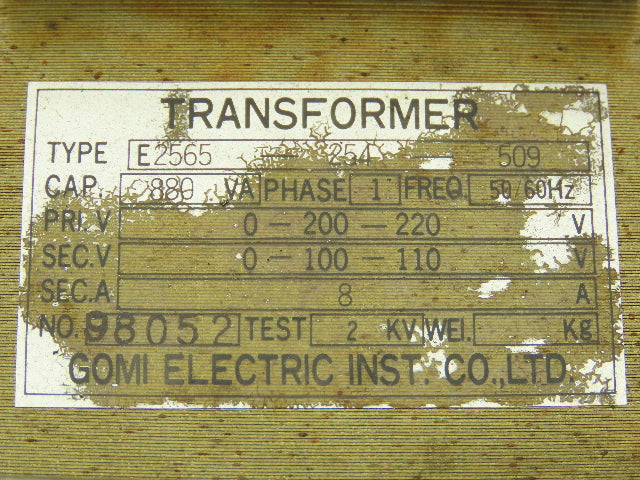 TRANSFORMER
TYPE E2565 - 254 - 509
CAP. 880 VA PHASE 1 FREQ 50/60Hz
PRI.V 0-200-220 V
SEC.V 0-100-110 V
SEC.A 8 A
NO. 98052 TEST 2 KV WEI. Kg
GOMI ELECTRIC INST. CO.,LTD.